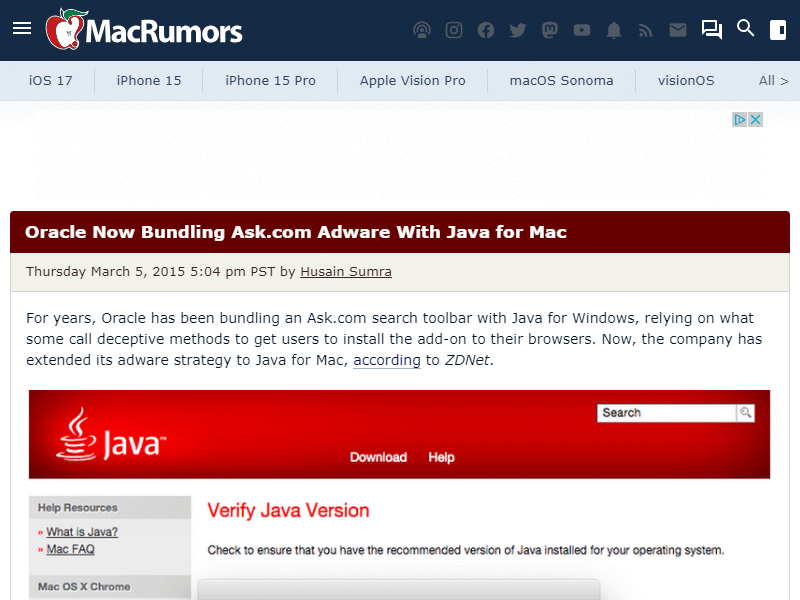 MacRumors
iOS 17 iPhone 15 iPhone 15 Pro Apple Vision Pro macOS Sonoma visionOS All >
Oracle Now Bundling Ask.com Adware With Java for Mac
Thursday March 5, 2015 5:04 pm PST by Husain Sumra
For years, Oracle has been bundling an Ask.com search toolbar with Java for Windows, relying on what
some call deceptive methods to get users to install the add-on to their browsers. Now, the company has
extended its adware strategy to Java for Mac, according to ZDNet.
Search
Java™
Download Help
Help Resources
» What is Java?
» Mac FAQ
Mac OS X Chrome
Verify Java Version
Check to ensure that you have the recommended version of Java installed for your operating system.